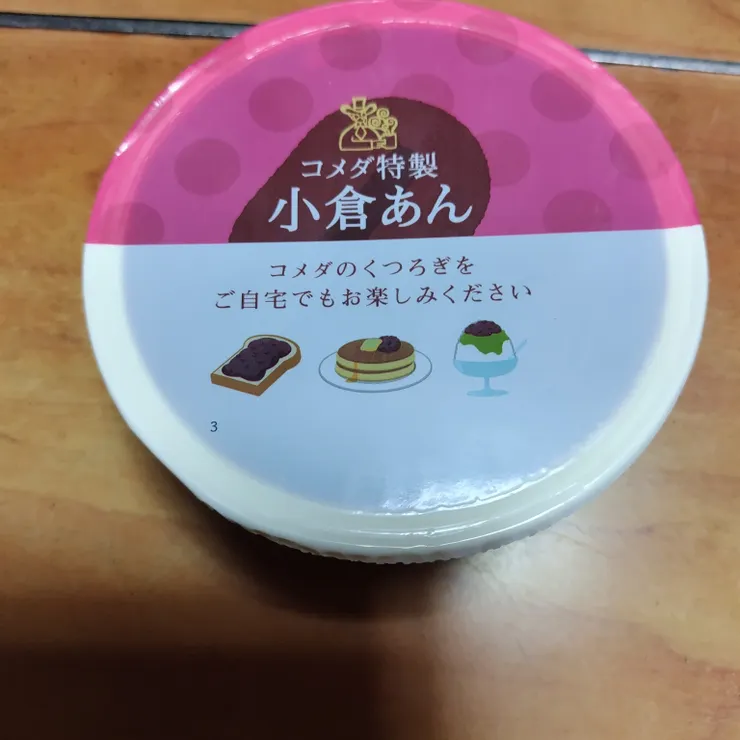 コメダ特製
小倉あん
コメダのくつろぎを
ご自宅でもお楽しみください
3